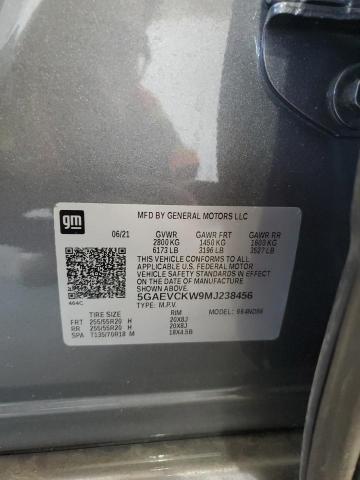 gm
MFD BY GENERAL MOTORS LLC
06/21 GVWR GAWR FRT GAWR RR
2800 KG 1450 KG 1600 KG
6173 LB 3196 LB 3527 LB
THIS VEHICLE CONFORMS TO ALL
APPLICABLE U.S. FEDERAL MOTOR
VEHICLE SAFETY AND THEFT PREVENTION
STANDARDS IN EFFECT ON THE DATE OF
MANUFACTURE SHOWN ABOVE.
464C
5GAEVCKW9MJ238456
TYPE: M.P.V. MODEL:
TIRE SIZE RIM
FRT 255/55R20 H 20X8J
RR 255/55R20 H 20X8J
SPA T135/70R18 M 18X4.5B